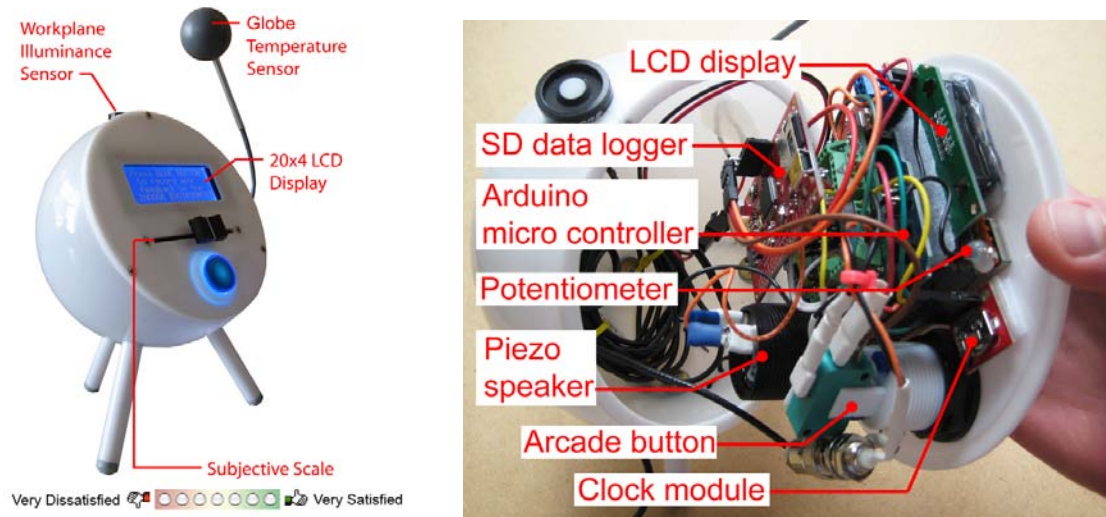 Workplane
Illuminance
Sensor
Globe
Temperature
Sensor
20x4 LCD
Display
Subjective Scale
Very Dissatisfied
Very Satisfied
LCD display
SD data logger
Arduino
micro controller
Potentiometer
Piezo
speaker
Arcade button
Clock module